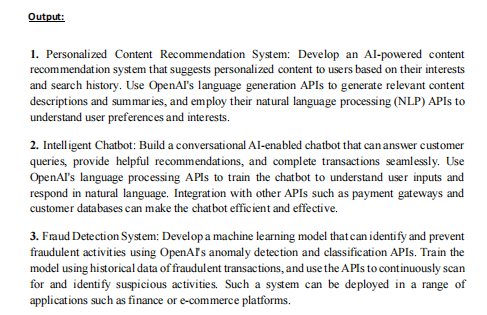 Output:
1. Personalized Content Recommendation System: Develop an AI-powered content
recommendation system that suggests personalized content to users based on their interests
and search history. Use OpenAI's language generation APIs to generate relevant content
descriptions and summaries, and employ their natural language processing (NLP) APIs to
understand user preferences and interests.
2. Intelligent Chatbot: Build a conversational AI-enabled chatbot that can answer customer
queries, provide helpful recommendations, and complete transactions seamlessly. Use
OpenAI's language processing APIs to train the chatbot to understand user inputs and
respond in natural language. Integration with other APIs such as payment gateways and
customer databases can make the chatbot efficient and effective.
3. Fraud Detection System: Develop a machine learning model that can identify and prevent
fraudulent activities using OpenAI's anomaly detection and classification APIs. Train the
model using historical data of fraudulent transactions, and use the APIs to continuously scan
for and identify suspicious activities. Such a system can be deployed in a range of
applications such as finance or e-commerce platforms.